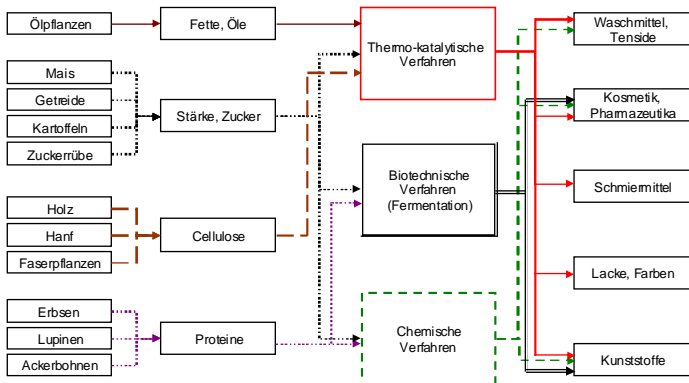 Ölpflanzen
Fette, Öle
Thermo-katalytische
Verfahren
Waschmittel,
Tenside
Mais
Getreide
Kartoffeln
Zuckerrübe
Stärke, Zucker
Kosmetik,
Pharmazeutika
Biotechnische
Verfahren
(Fermentation)
Schmiermittel
Holz
Hanf
Faserpflanzen
Cellulose
Lacke, Farben
Erbsen
Lupinen
Ackerbohnen
Proteine
Chemische
Verfahren
Kunststoffe